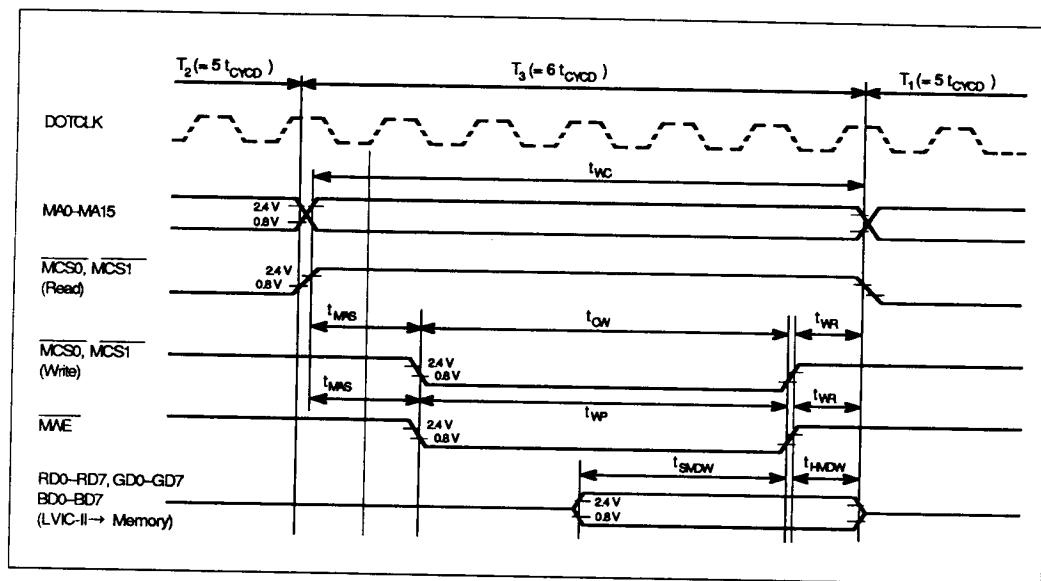 T2 (= 5 tCYCD) T3 (= 6 tCYCD) T1 (= 5 tCYCD)
DOTCLK
tWC
MA0–MA15 2.4 V
0.8 V
MCS0, MCS1 2.4 V
(Read) 0.8 V
tMAS tCW tWR
MCS0, MCS1 2.4 V
(Write) 0.8 V
tMAS tWP tWR
MWE 2.4 V
0.8 V
tSMDW tHMDW
RD0–RD7, GD0–GD7
BD0–BD7 2.4 V
(LVIC-II→ Memory) 0.8 V